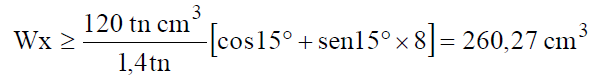 Wx ≥ 120 tn cm³ / 1,4tn [cos15° + sen15° × 8] = 260,27 cm³